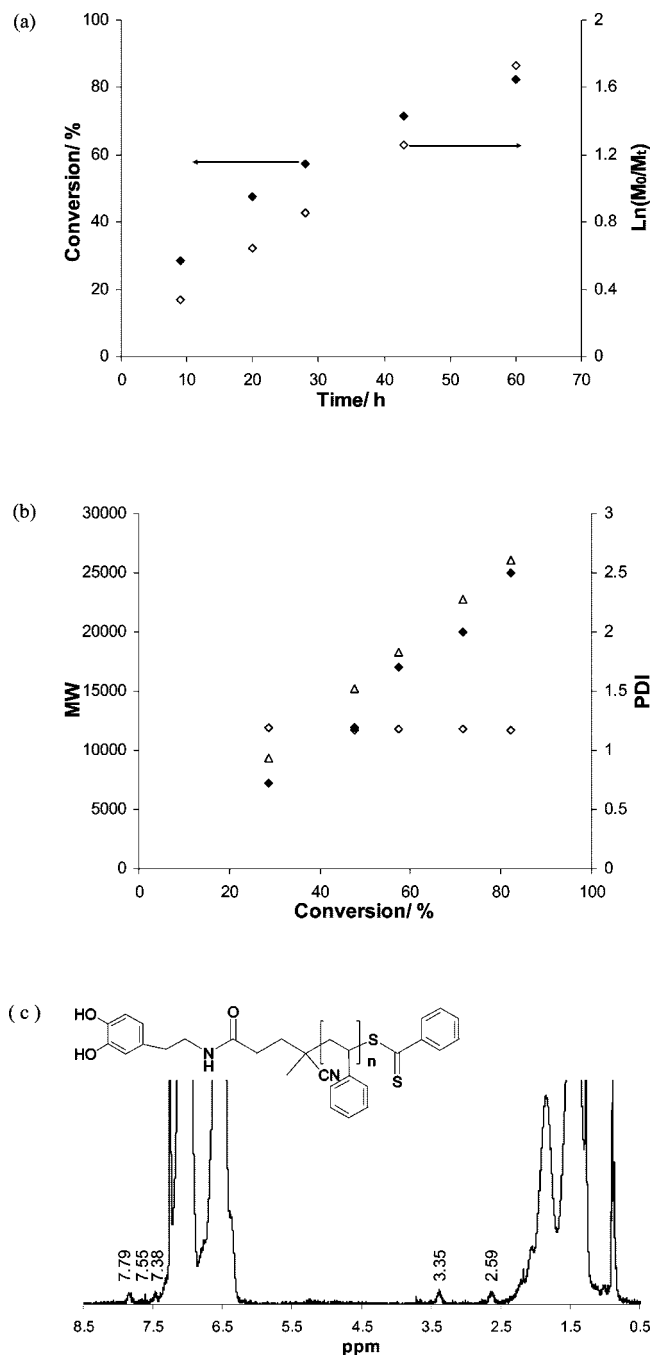 (a)
100
80
60
40
20
0
Conversion/ %
2
1.6
1.2
0.8
0.4
0
Ln(M0/Mt)
0 10 20 30 40 50 60 70
Time/ h
(b)
30000
25000
20000
15000
10000
5000
0
MW
3
2.5
2
1.5
1
0.5
0
PDI
0 20 40 60 80 100
Conversion/ %
( c )
HO
HO
N
H
O
CN
n
S
S
7.79
7.55
7.38
3.35
2.59
8.5 7.5 6.5 5.5 4.5 3.5 2.5 1.5 0.5
ppm